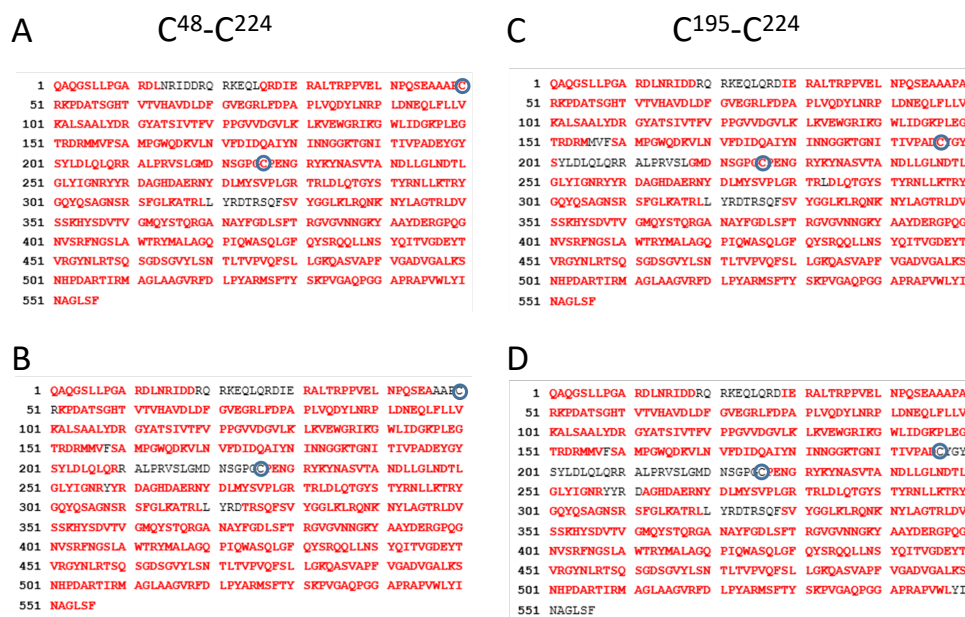 A
C48-C224
1 QAQGSLLPGA RDLNRIDDRQ RKEQLQRDIE RALTRPPVEL NPQSEAAAPC
51 RKPDATSGHT VTVHAVDLDF GVEGRLFDPA PLVQDYLNRP LDNEQLFLLV
101 KALSAALYDR GYATSIVTFV PPGVVDGVLK LKVEWGRIKG WLIDGKPLEG
151 TRDRMMVFSA MPGWQDKVLN VFDIDQAIYN INNGGKTGNI TIVPADEYGY
201 SYLDLQLQRR ALPRVSLGMD NSGPGCPENG RYKYNASVTA NDLLGLNDTL
251 GLYIGNRYYR DAGHDAERNY DLMYSVPLGR TRLDLQTGYS TYRNLLKTRY
301 GQYQSAGNSR SFGLKATRLL YRDTRSQFSV YGGLKLRQNK NYLAGTRLDV
351 SSKHYSDVTV GMQYSTQRGA NAYFGDLSFT RGVGVNNGKY AAYDERGPQG
401 NVSRFNGSLA WTRYMALAGQ PIQWASQLGF QYSRQQLLNS YQITVGDEYT
451 VRGYNLRTSQ SGDSGVYLSN TLTVPVQFSL LGKQASVAPF VGADVGALKS
501 NHPDARTIRM AGLAAGVRFD LPYARMSFTY SKPVGAQPGG APRAPVWLYI
551 NAGLSF
B
1 QAQGSLLPGA RDLNRIDDRQ RKEQLQRDIE RALTRPPVEL NPQSEAAAPC
51 RKPDATSGHT VTVHAVDLDF GVEGRLFDPA PLVQDYLNRP LDNEQLFLLV
101 KALSAALYDR GYATSIVTFV PPGVVDGVLK LKVEWGRIKG WLIDGKPLEG
151 TRDRMMVFSA MPGWQDKVLN VFDIDQAIYN INNGGKTGNI TIVPADEYGY
201 SYLDLQLQRR ALPRVSLGMD NSGPGCPENG RYKYNASVTA NDLLGLNDTL
251 GLYIGNRYYR DAGHDAERNY DLMYSVPLGR TRLDLQTGYS TYRNLLKTRY
301 GQYQSAGNSR SFGLKATRLL YRDTRSQFSV YGGLKLRQNK NYLAGTRLDV
351 SSKHYSDVTV GMQYSTQRGA NAYFGDLSFT RGVGVNNGKY AAYDERGPQG
401 NVSRFNGSLA WTRYMALAGQ PIQWASQLGF QYSRQQLLNS YQITVGDEYT
451 VRGYNLRTSQ SGDSGVYLSN TLTVPVQFSL LGKQASVAPF VGADVGALKS
501 NHPDARTIRM AGLAAGVRFD LPYARMSFTY SKPVGAQPGG APRAPVWLYI
551 NAGLSF
C
C195-C224
1 QAQGSLLPGA RDLNRIDDRQ RKEQLQRDIE RALTRPPVEL NPQSEAAAPA
51 RKPDATSGHT VTVHAVDLDF GVEGRLFDPA PLVQDYLNRP LDNEQLFLLV
101 KALSAALYDR GYATSIVTFV PPGVVDGVLK LKVEWGRIKG WLIDGKPLEG
151 TRDRMMVFSA MPGWQDKVLN VFDIDQAIYN INNGGKTGNI TIVPADCYGY
201 SYLDLQLQRR ALPRVSLGMD NSGPGCPENG RYKYNASVTA NDLLGLNDTL
251 GLYIGNRYYR DAGHDAERNY DLMYSVPLGR TRLDLQTGYS TYRNLLKTRY
301 GQYQSAGNSR SFGLKATRLL YRDTRSQFSV YGGLKLRQNK NYLAGTRLDV
351 SSKHYSDVTV GMQYSTQRGA NAYFGDLSFT RGVGVNNGKY AAYDERGPQG
401 NVSRFNGSLA WTRYMALAGQ PIQWASQLGF QYSRQQLLNS YQITVGDEYT
451 VRGYNLRTSQ SGDSGVYLSN TLTVPVQFSL LGKQASVAPF VGADVGALKS
501 NHPDARTIRM AGLAAGVRFD LPYARMSFTY SKPVGAQPGG APRAPVWLYI
551 NAGLSF
D
1 QAQGSLLPGA RDLNRIDDRQ RKEQLQRDIE RALTRPPVEL NPQSEAAAPA
51 RKPDATSGHT VTVHAVDLDF GVEGRLFDPA PLVQDYLNRP LDNEQLFLLV
101 KALSAALYDR GYATSIVTFV PPGVVDGVLK LKVEWGRIKG WLIDGKPLEG
151 TRDRMMVFSA MPGWQDKVLN VFDIDQAIYN INNGGKTGNI TIVPADCYGY
201 SYLDLQLQRR ALPRVSLGMD NSGPGCPENG RYKYNASVTA NDLLGLNDTL
251 GLYIGNRYYR DAGHDAERNY DLMYSVPLGR TRLDLQTGYS TYRNLLKTRY
301 GQYQSAGNSR SFGLKATRLL YRDTRSQFSV YGGLKLRQNK NYLAGTRLDV
351 SSKHYSDVTV GMQYSTQRGA NAYFGDLSFT RGVGVNNGKY AAYDERGPQG
401 NVSRFNGSLA WTRYMALAGQ PIQWASQLGF QYSRQQLLNS YQITVGDEYT
451 VRGYNLRTSQ SGDSGVYLSN TLTVPVQFSL LGKQASVAPF VGADVGALKS
501 NHPDARTIRM AGLAAGVRFD LPYARMSFTY SKPVGAQPGG APRAPVWLYI
551 NAGLSF